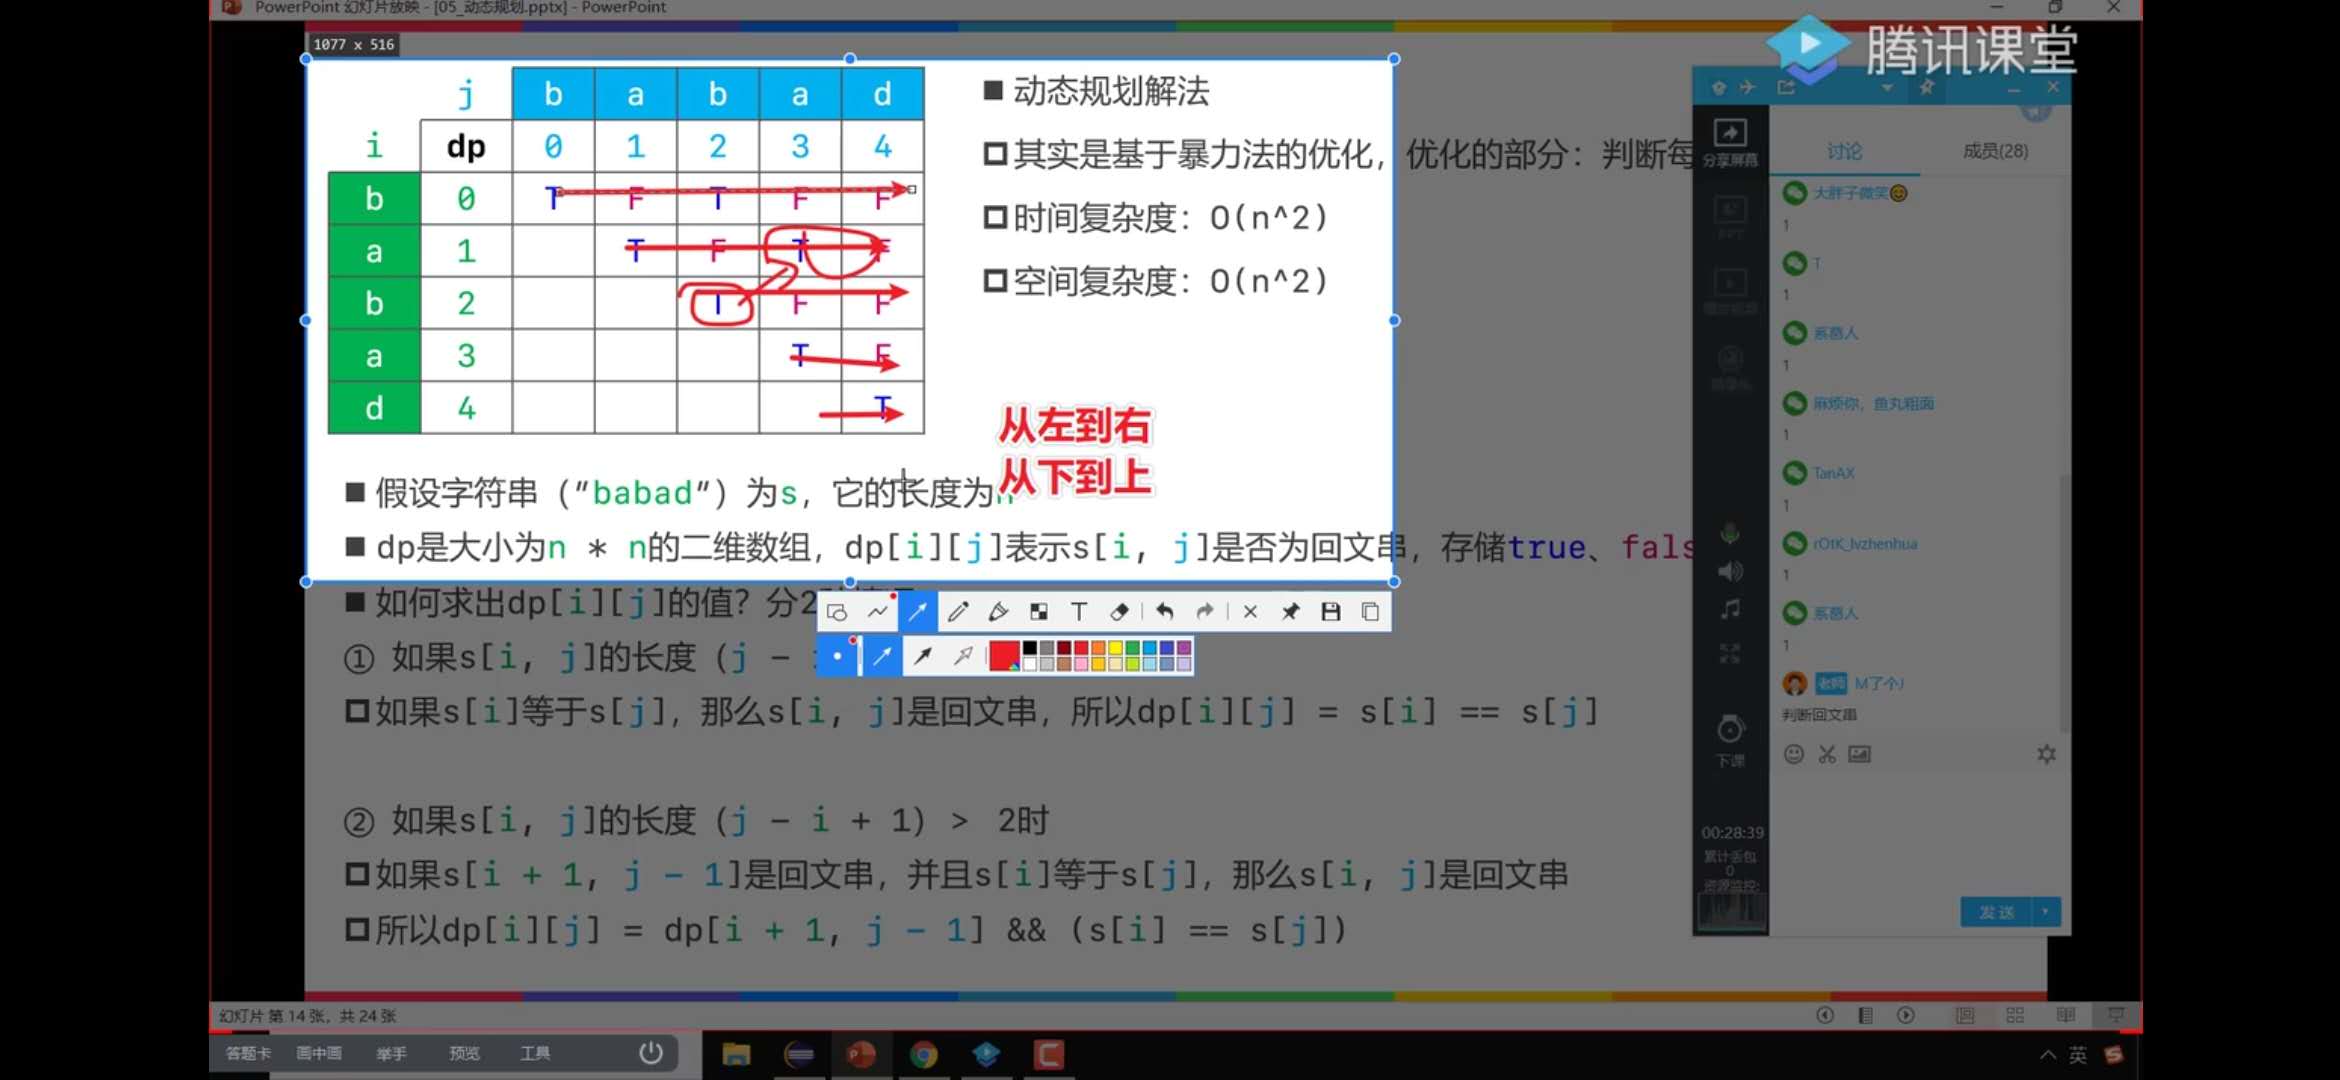 PowerPoint 幻灯片放映 - [05_动态规划.pptx] - PowerPoint
腾讯课堂
1077 x 516
j b a b a d
i dp 0 1 2 3 4
b 0 T F T F F
a 1 T F T F
b 2 T F F
a 3 T F
d 4 T
■ 动态规划解法
其实是基于暴力法的优化，优化的部分：判断每
时间复杂度：O(n^2)
空间复杂度：O(n^2)
从左到右
从下到上
■ 假设字符串（"babad"）为s，它的长度为n
■ dp是大小为n * n的二维数组，dp[i][j]表示s[i, j]是否为回文串，存储true、fals
■ 如何求出dp[i][j]的值？分2
① 如果s[i, j]的长度（j -
如果s[i]等于s[j]，那么s[i, j]是回文串，所以dp[i][j] = s[i] == s[j]
② 如果s[i, j]的长度（j - i + 1）> 2时
如果s[i + 1, j - 1]是回文串，并且s[i]等于s[j]，那么s[i, j]是回文串
所以dp[i][j] = dp[i + 1, j - 1] && (s[i] == s[j])
分享屏幕
PPT
下课
00:28:39
累计丢包
0
资源监控:
讨论
成员(28)
大胖子微笑😊
1
T
1
1
麻烦你，鱼丸粗面
1
TanAX
1
rOtK_lvzhenhua
1
1
老师 M了个J
判断回文串
发送
幻灯片 第 14 张，共 24 张
答题卡 画中画 举手 预览 工具
英